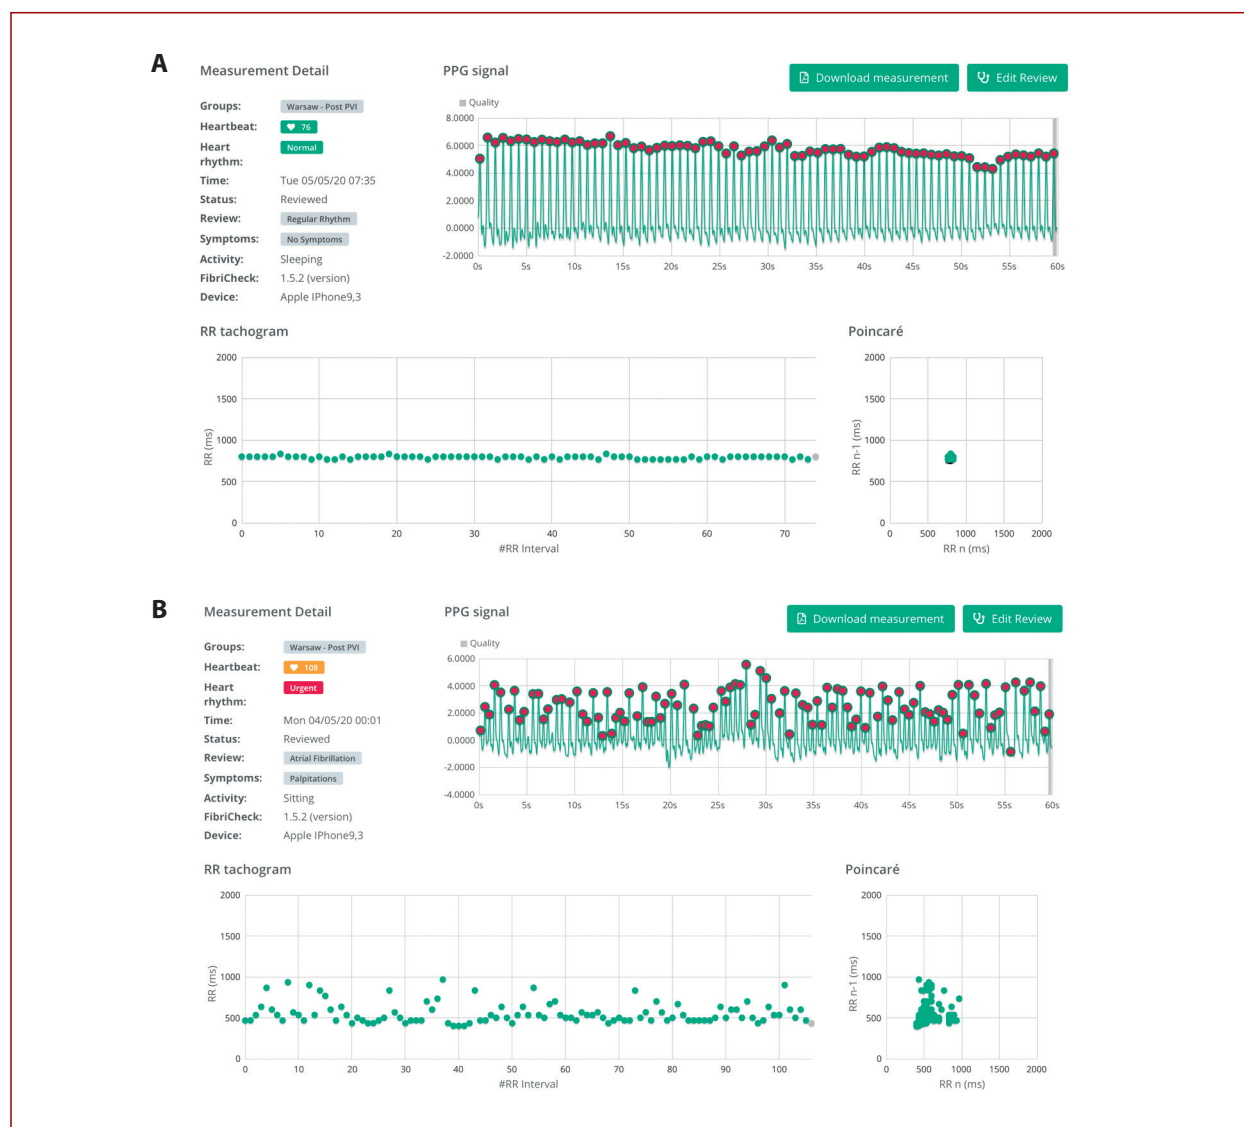 A
Measurement Detail
PPG signal
Download measurement
Edit Review
Groups: Warsaw - Post PVI
Heartbeat: 76
Heart rhythm: Normal
Time: Tue 05/05/20 07:35
Status: Reviewed
Review: Regular Rhythm
Symptoms: No Symptoms
Activity: Sleeping
FibriCheck: 1.5.2 (version)
Device: Apple IPhone9,3
Quality
8.0000
6.0000
4.0000
2.0000
0.0000
-2.0000
0s 5s 10s 15s 20s 25s 30s 35s 40s 45s 50s 55s 60s
RR tachogram
2000
1500
1000
500
0
RR (ms)
0 10 20 30 40 50 60 70
#RR Interval
Poincaré
2000
1500
1000
500
0
RR n-1 (ms)
0 500 1000 1500 2000
RR n (ms)
B
Measurement Detail
PPG signal
Download measurement
Edit Review
Groups: Warsaw - Post PVI
Heartbeat: 108
Heart rhythm: Urgent
Time: Mon 04/05/20 00:01
Status: Reviewed
Review: Atrial Fibrillation
Symptoms: Palpitations
Activity: Sitting
FibriCheck: 1.5.2 (version)
Device: Apple IPhone9,3
Quality
6.0000
4.0000
2.0000
0.0000
-2.0000
-4.0000
0s 5s 10s 15s 20s 25s 30s 35s 40s 45s 50s 55s 60s
RR tachogram
2000
1500
1000
500
0
RR (ms)
0 10 20 30 40 50 60 70 80 90 100
#RR Interval
Poincaré
2000
1500
1000
500
0
RR n-1 (ms)
0 500 1000 1500 2000
RR n (ms)